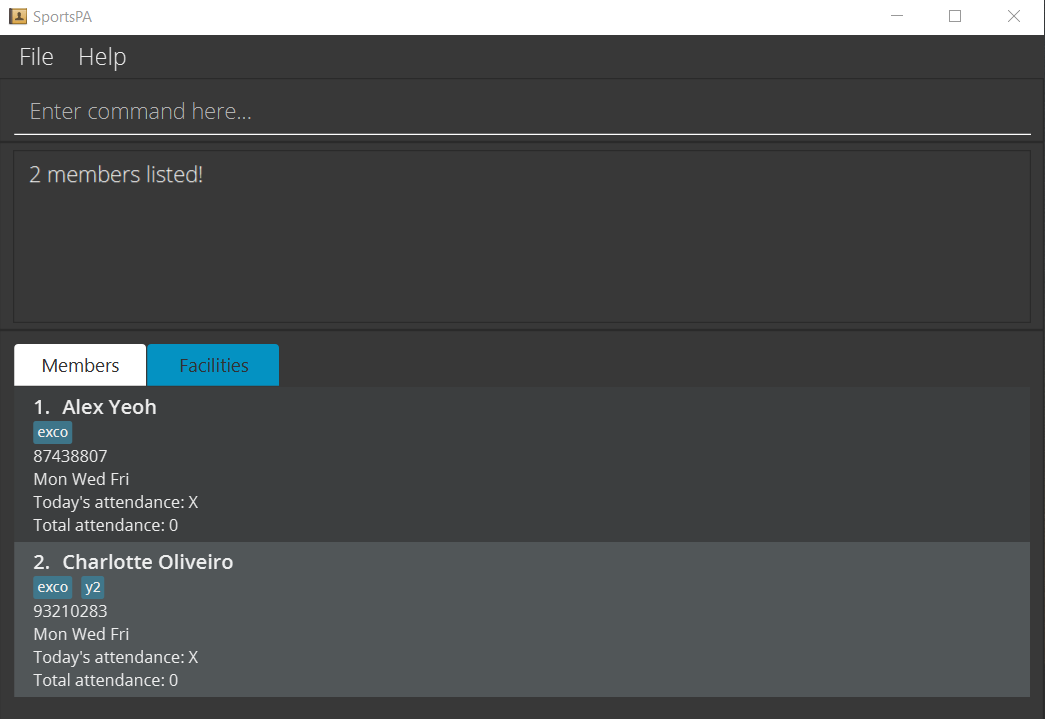 SportsPA
File Help
Enter command here...
2 members listed!
Members Facilities
1. Alex Yeoh
exco
87438807
Mon Wed Fri
Today's attendance: X
Total attendance: 0
2. Charlotte Oliveiro
exco y2
93210283
Mon Wed Fri
Today's attendance: X
Total attendance: 0